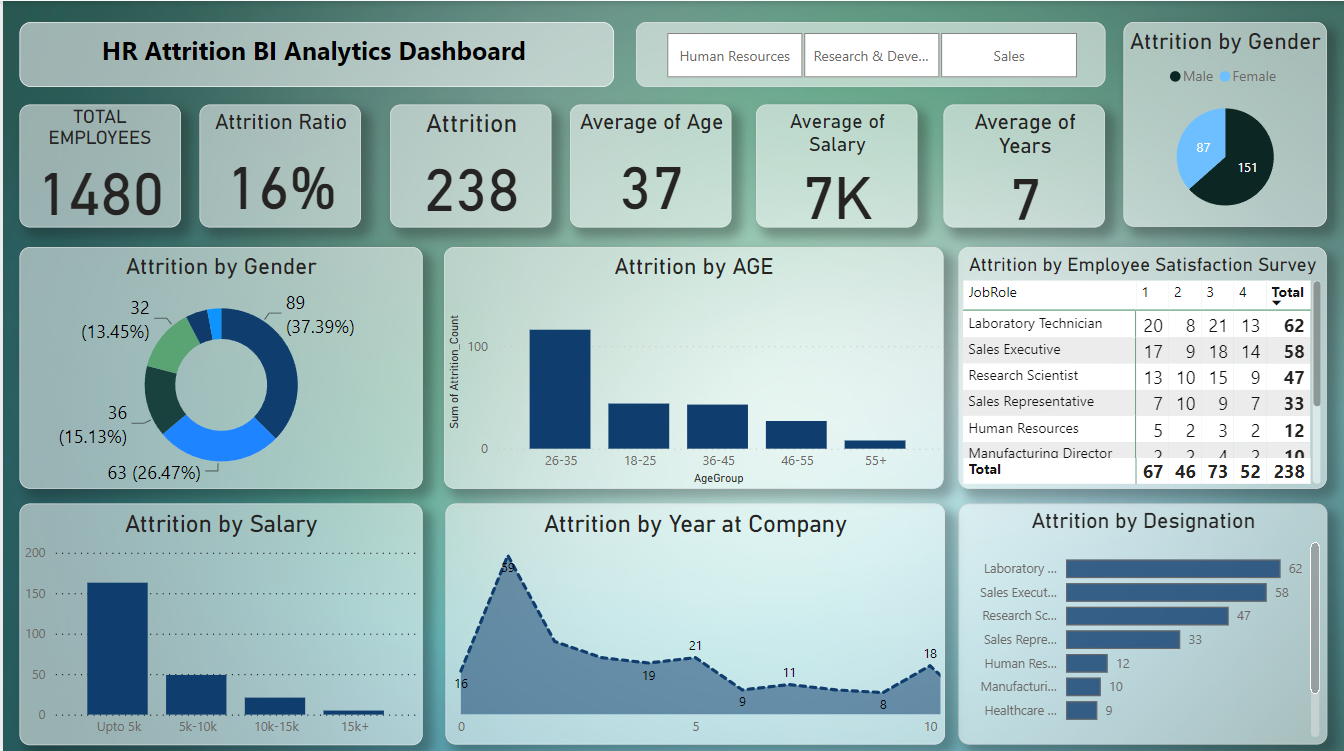 HR Attrition BI Analytics Dashboard
Human Resources
Research & Deve...
Sales
Attrition by Gender
Male Female
87
151
TOTAL
EMPLOYEES
1480
Attrition Ratio
16%
Attrition
238
Average of Age
37
Average of
Salary
7K
Average of
Years
7
Attrition by Gender
32
(13.45%)
89
(37.39%)
36
(15.13%)
63 (26.47%)
Attrition by AGE
Sum of Attrition_Count
100
0
26-35 18-25 36-45 46-55 55+
AgeGroup
Attrition by Employee Satisfaction Survey
JobRole 1 2 3 4 Total
Laboratory Technician 20 8 21 13 62
Sales Executive 17 9 18 14 58
Research Scientist 13 10 15 9 47
Sales Representative 7 10 9 7 33
Human Resources 5 2 3 2 12
Manufacturing Director 2 2 4 2 10
Total 67 46 73 52 238
Attrition by Salary
200
150
100
50
0
Upto 5k 5k-10k 10k-15k 15k+
Attrition by Year at Company
59
16
19
21
9
11
8
18
0 5 10
Attrition by Designation
Laboratory ... 62
Sales Execut... 58
Research Sc... 47
Sales Repre... 33
Human Res... 12
Manufacturi... 10
Healthcare ... 9